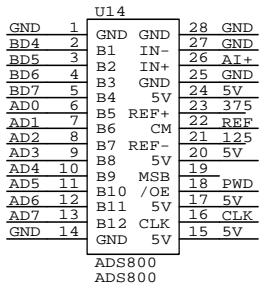 U14
GND 1 GND GND 28 GND
BD4 2 B1 IN- 27 GND
BD5 3 B2 IN+ 26 AI+
BD6 4 B3 GND 25 GND
BD7 5 B4 5V 24 5V
AD0 6 B5 REF+ 23 375
AD1 7 B6 CM 22 REF
AD2 8 B7 REF- 21 125
AD3 9 B8 5V 20 5V
AD4 10 B9 MSB 19
AD5 11 B10 /OE 18 PWD
AD6 12 B11 5V 17 5V
AD7 13 B12 CLK 16 CLK
GND 14 GND 5V 15 5V
ADS800
ADS800